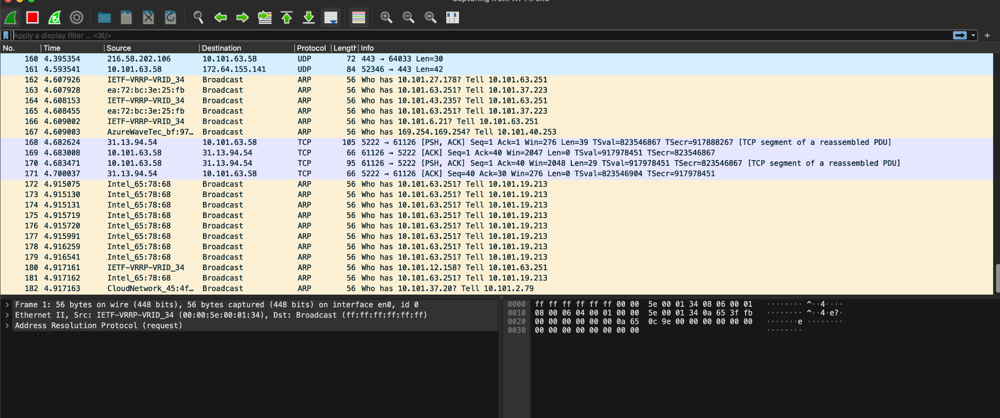 Apply a display filter ... <⌘/>
No. Time Source Destination Protocol Length Info
160 4.395354 216.58.202.106 10.101.63.58 UDP 72 443 → 64033 Len=30
161 4.593541 10.101.63.58 172.64.155.141 UDP 84 52346 → 443 Len=42
162 4.607926 IETF-VRRP-VRID_34 Broadcast ARP 56 Who has 10.101.27.178? Tell 10.101.63.251
163 4.607928 ea:72:bc:3e:25:fb Broadcast ARP 56 Who has 10.101.63.251? Tell 10.101.37.223
164 4.608153 IETF-VRRP-VRID_34 Broadcast ARP 56 Who has 10.101.43.235? Tell 10.101.63.251
165 4.608455 ea:72:bc:3e:25:fb Broadcast ARP 56 Who has 10.101.63.251? Tell 10.101.37.223
166 4.609002 IETF-VRRP-VRID_34 Broadcast ARP 56 Who has 10.101.6.21? Tell 10.101.63.251
167 4.609003 AzureWaveTec_bf:97… Broadcast ARP 56 Who has 169.254.169.254? Tell 10.101.40.253
168 4.682624 31.13.94.54 10.101.63.58 TCP 105 5222 → 61126 [PSH, ACK] Seq=1 Ack=1 Win=276 Len=39 TSval=823546867 TSecr=917888267 [TCP segment of a reassembled PDU]
169 4.683008 10.101.63.58 31.13.94.54 TCP 66 61126 → 5222 [ACK] Seq=1 Ack=40 Win=2047 Len=0 TSval=917978451 TSecr=823546867
170 4.683471 10.101.63.58 31.13.94.54 TCP 95 61126 → 5222 [PSH, ACK] Seq=1 Ack=40 Win=2048 Len=29 TSval=917978451 TSecr=823546867 [TCP segment of a reassembled PDU]
171 4.700037 31.13.94.54 10.101.63.58 TCP 66 5222 → 61126 [ACK] Seq=40 Ack=30 Win=276 Len=0 TSval=823546904 TSecr=917978451
172 4.915075 Intel_65:78:68 Broadcast ARP 56 Who has 10.101.63.251? Tell 10.101.19.213
173 4.915130 Intel_65:78:68 Broadcast ARP 56 Who has 10.101.63.251? Tell 10.101.19.213
174 4.915131 Intel_65:78:68 Broadcast ARP 56 Who has 10.101.63.251? Tell 10.101.19.213
175 4.915719 Intel_65:78:68 Broadcast ARP 56 Who has 10.101.63.251? Tell 10.101.19.213
176 4.915720 Intel_65:78:68 Broadcast ARP 56 Who has 10.101.63.251? Tell 10.101.19.213
177 4.915991 Intel_65:78:68 Broadcast ARP 56 Who has 10.101.63.251? Tell 10.101.19.213
178 4.916259 Intel_65:78:68 Broadcast ARP 56 Who has 10.101.63.251? Tell 10.101.19.213
179 4.916541 Intel_65:78:68 Broadcast ARP 56 Who has 10.101.63.251? Tell 10.101.19.213
180 4.917161 IETF-VRRP-VRID_34 Broadcast ARP 56 Who has 10.101.12.158? Tell 10.101.63.251
181 4.917162 Intel_65:78:68 Broadcast ARP 56 Who has 10.101.63.251? Tell 10.101.19.213
182 4.917163 CloudNetwork_45:4f… Broadcast ARP 56 Who has 10.101.37.20? Tell 10.101.2.79
Frame 1: 56 bytes on wire (448 bits), 56 bytes captured (448 bits) on interface en0, id 0
Ethernet II, Src: IETF-VRRP-VRID_34 (00:00:5e:00:01:34), Dst: Broadcast (ff:ff:ff:ff:ff:ff)
Address Resolution Protocol (request)
0000 ff ff ff ff ff ff 00 00 5e 00 01 34 08 06 00 01 ········ ^··4····
0010 08 00 06 04 00 01 00 00 5e 00 01 34 0a 65 3f fb ········ ^··4·e?·
0020 00 00 00 00 00 00 0a 65 0c 9e 00 00 00 00 00 00 ·······e ········
0030 00 00 00 00 00 00 00 00 ········